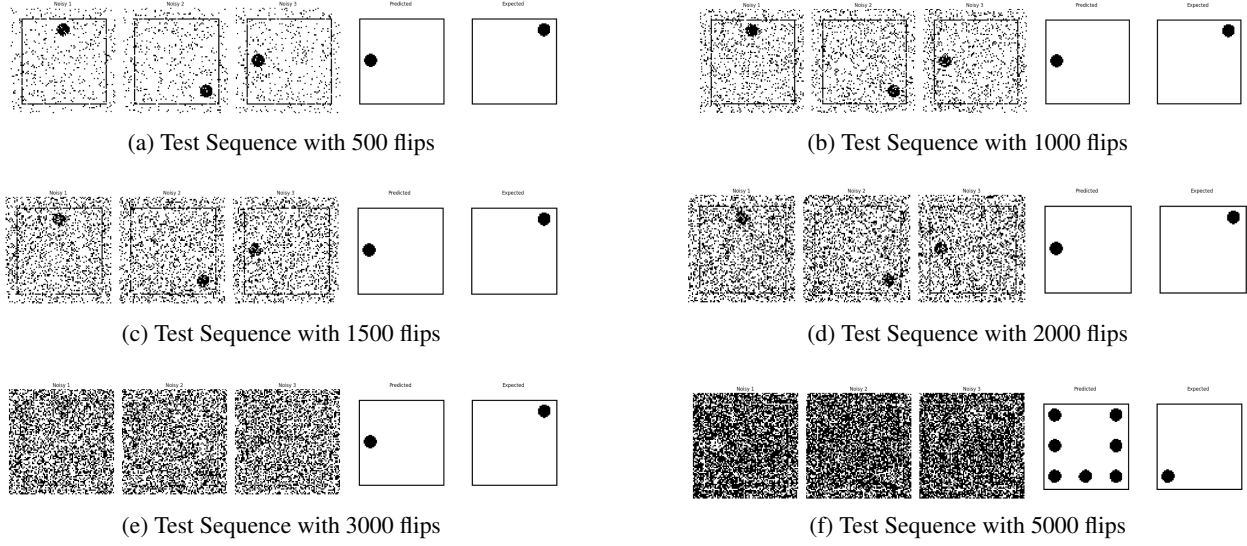 Noisy 1 Noisy 2 Noisy 3 Predicted Expected
(a) Test Sequence with 500 flips
Noisy 1 Noisy 2 Noisy 3 Predicted Expected
(b) Test Sequence with 1000 flips
Noisy 1 Noisy 2 Noisy 3 Predicted Expected
(c) Test Sequence with 1500 flips
Noisy 1 Noisy 2 Noisy 3 Predicted Expected
(d) Test Sequence with 2000 flips
Noisy 1 Noisy 2 Noisy 3 Predicted Expected
(e) Test Sequence with 3000 flips
Noisy 1 Noisy 2 Noisy 3 Predicted Expected
(f) Test Sequence with 5000 flips